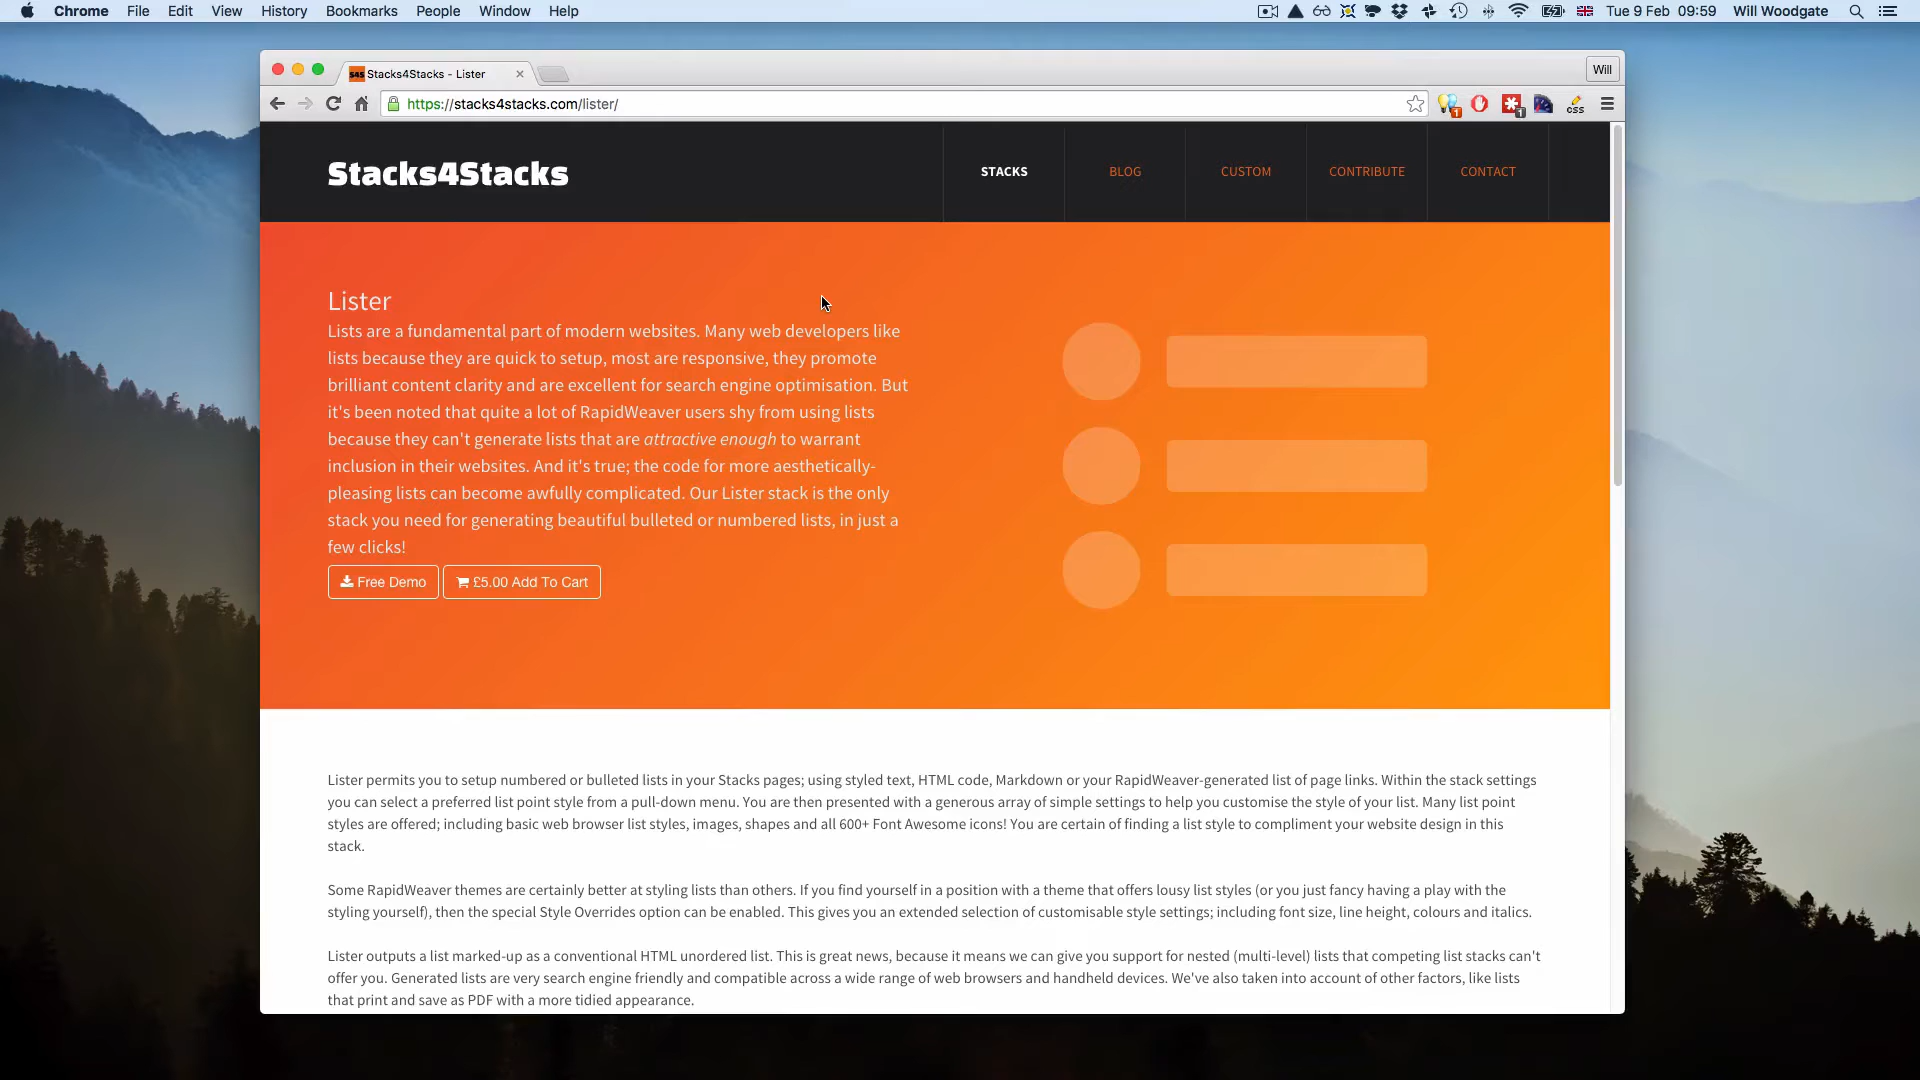 Chrome File Edit View History Bookmarks People Window Help Tue 9 Feb 09:59 Will Woodgate
S4S Stacks4Stacks - Lister Will
https://stacks4stacks.com/lister/ 1 1 css
Stacks4Stacks
STACKS BLOG CUSTOM CONTRIBUTE CONTACT
Lister
Lists are a fundamental part of modern websites. Many web developers like
lists because they are quick to setup, most are responsive, they promote
brilliant content clarity and are excellent for search engine optimisation. But
it's been noted that quite a lot of RapidWeaver users shy from using lists
because they can't generate lists that are attractive enough to warrant
inclusion in their websites. And it's true; the code for more aesthetically-
pleasing lists can become awfully complicated. Our Lister stack is the only
stack you need for generating beautiful bulleted or numbered lists, in just a
few clicks!
Free Demo £5.00 Add To Cart
Lister permits you to setup numbered or bulleted lists in your Stacks pages; using styled text, HTML code, Markdown or your RapidWeaver-generated list of page links. Within the stack settings
you can select a preferred list point style from a pull-down menu. You are then presented with a generous array of simple settings to help you customise the style of your list. Many list point
styles are offered; including basic web browser list styles, images, shapes and all 600+ Font Awesome icons! You are certain of finding a list style to compliment your website design in this
stack.
Some RapidWeaver themes are certainly better at styling lists than others. If you find yourself in a position with a theme that offers lousy list styles (or you just fancy having a play with the
styling yourself), then the special Style Overrides option can be enabled. This gives you an extended selection of customisable style settings; including font size, line height, colours and italics.
Lister outputs a list marked-up as a conventional HTML unordered list. This is great news, because it means we can give you support for nested (multi-level) lists that competing list stacks can't
offer you. Generated lists are very search engine friendly and compatible across a wide range of web browsers and handheld devices. We've also taken into account of other factors, like lists
that print and save as PDF with a more tidied appearance.